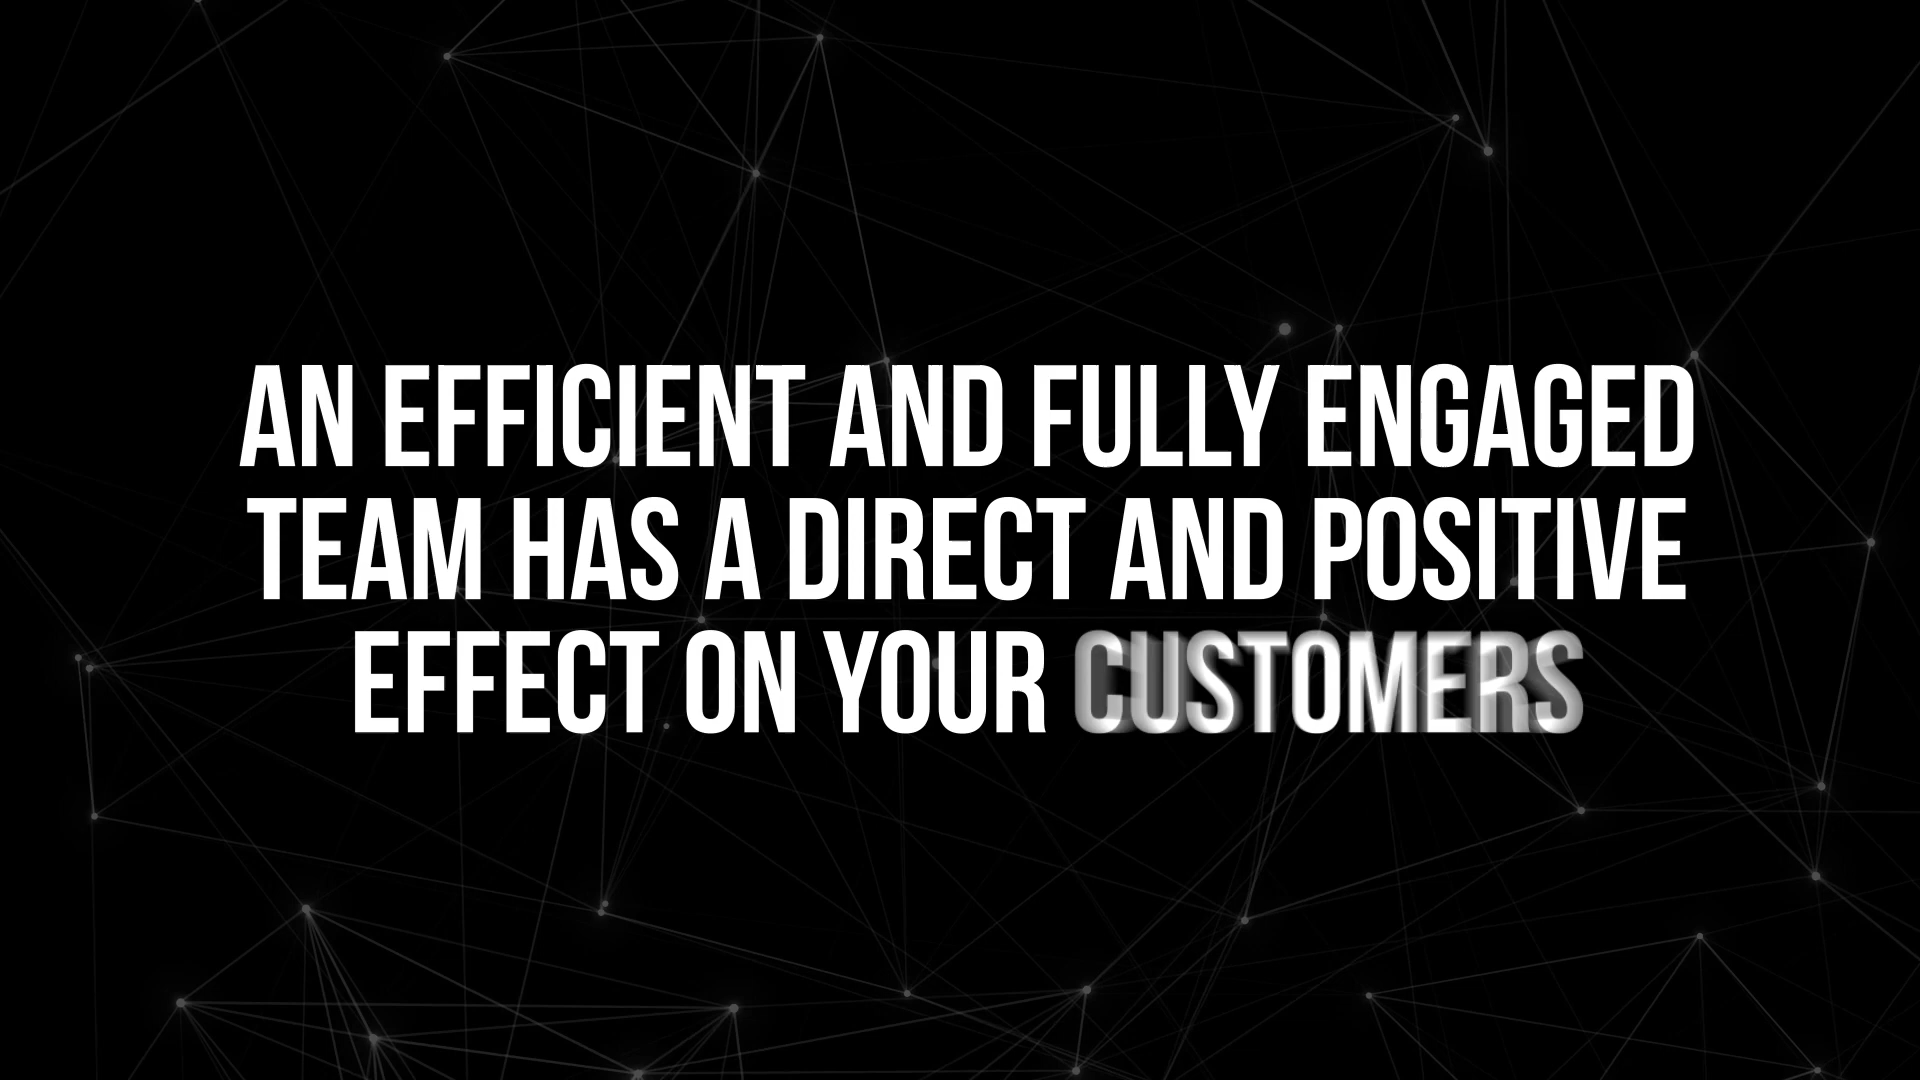 AN EFFICIENT AND FULLY ENGAGED
TEAM HAS A DIRECT AND POSITIVE
EFFECT ON YOUR CUSTOMERS